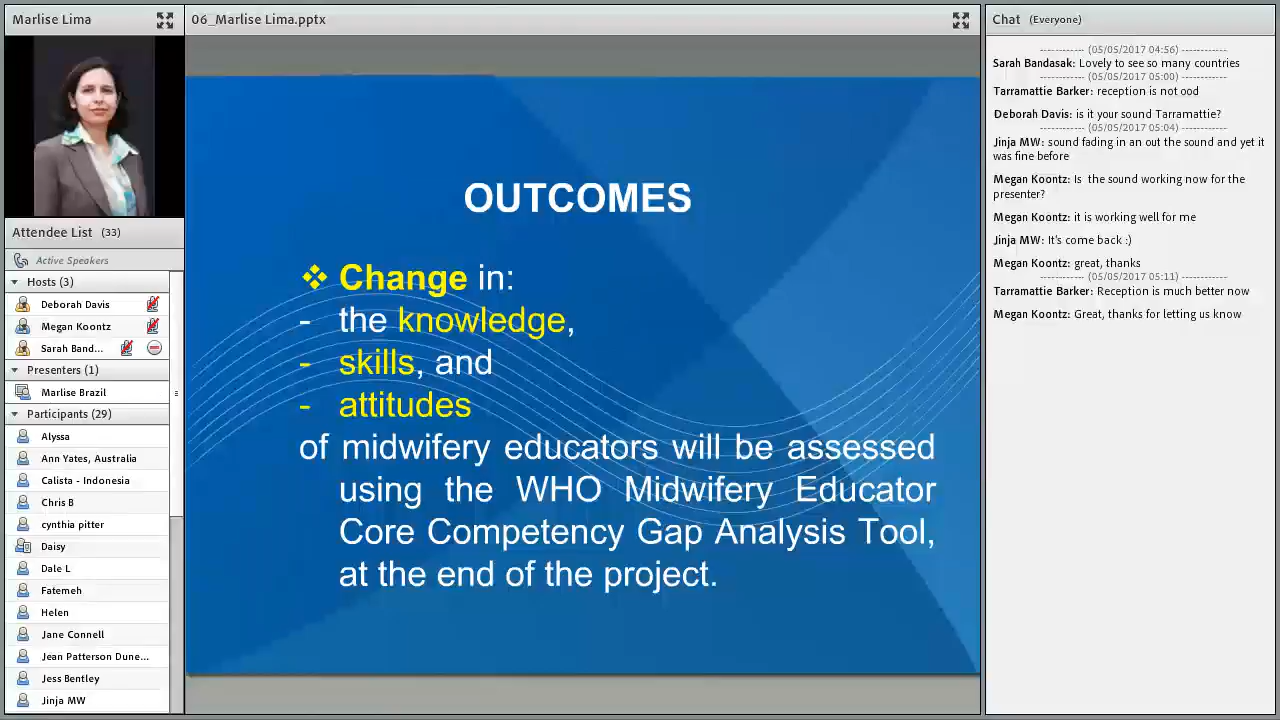 Marlise Lima
06_Marlise Lima.pptx
Chat (Everyone)
Attendee List (33)
Active Speakers
Hosts (3)
Deborah Davis
Megan Koontz
Sarah Band...
Presenters (1)
Marlise Brazil
Participants (29)
Alyssa
Ann Yates, Australia
Calista - Indonesia
Chris B
cynthia pitter
Daisy
Dale L
Fatemeh
Helen
Jane Connell
Jean Patterson Dune...
Jess Bentley
Jinja MW
OUTCOMES
❖ Change in:
- the knowledge,
- skills, and
- attitudes
of midwifery educators will be assessed
using the WHO Midwifery Educator
Core Competency Gap Analysis Tool,
at the end of the project.
------------ (05/05/2017 04:56) ------------
Sarah Bandasak: Lovely to see so many countries
------------ (05/05/2017 05:00) ------------
Tarramattie Barker: reception is not ood
Deborah Davis: is it your sound Tarramattie?
------------ (05/05/2017 05:04) ------------
Jinja MW: sound fading in an out the sound and yet it
was fine before
Megan Koontz: Is the sound working now for the
presenter?
Megan Koontz: it is working well for me
Jinja MW: It's come back :)
Megan Koontz: great, thanks
------------ (05/05/2017 05:11) ------------
Tarramattie Barker: Reception is much better now
Megan Koontz: Great, thanks for letting us know